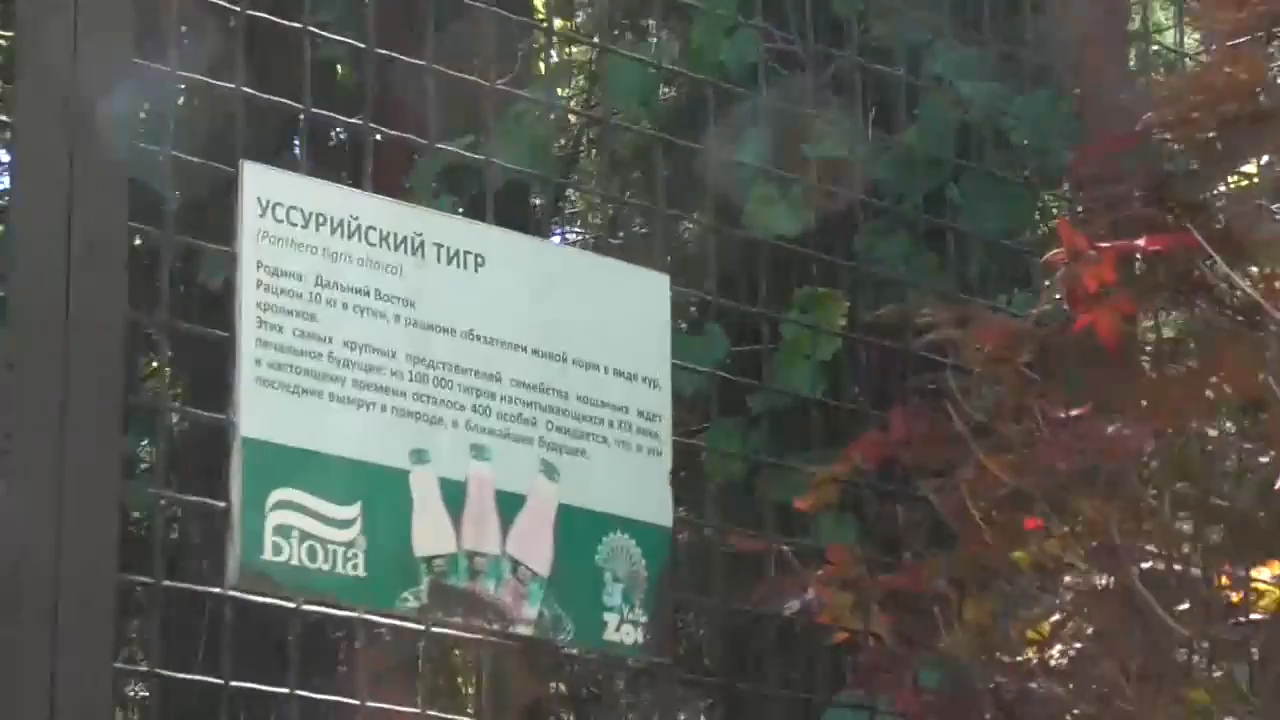 УССУРИЙСКИЙ ТИГР
(Panthera tigris altaica)
Родина: Дальний Восток
Рацион 10 кг в сутки, в рационе обязателен живой корм в виде кур,
кроликов.
Этих самых крупных представителей семейства кошачьих ждет
печальное будущее: из 100 000 тигров насчитывающихся в XIX веке,
к настоящему времени осталось 400 особей. Ожидается, что и эти
последние вымрут в природе, в ближайшее будущее.
Біола
Zoo